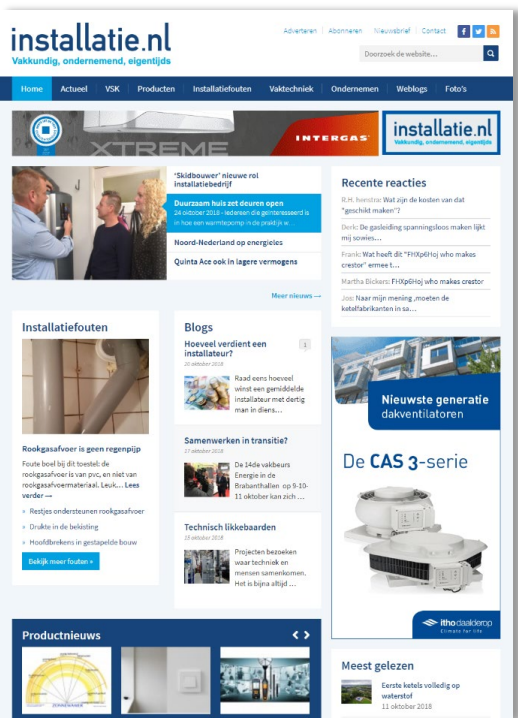 installatie.nl
Vakkundig, ondernemend, eigentijds
Adverteren Abonneren Nieuwsbrief Contact
Doorzoek de website...
Home Actueel VSK Producten Installatiefouten Vaktechniek Ondernemen Weblogs Foto's
XTREME
INTERGAS
installatie.nl
Vakkundig, ondernemend, eigentijds
'Skidbouwer' nieuwe rol
installatiebedrijf
Duurzaam huis zet deuren open
24 oktober 2018 - Iedereen die geïnteresseerd is
in hoe een warmtepomp in de praktijk w...
Noord-Nederland op energieles
Quinta Ace ook in lagere vermogens
Meer nieuws →
Recente reacties
R.H. henstra: Wat zijn de kosten van dat
"geschikt maken"?
Derk: De gasleiding spanningsloos maken lijkt
mij sowies...
Frank: Wat heeft dit "FHXp6Hoj who makes
crestor" ermee t...
Martha Bickers: FHXp6Hoj who makes crestor
Jos: Naar mijn mening ,moeten de
ketelfabrikanten in sa...
Installatiefouten
Rookgasafvoer is geen regenpijp
Foute boel bij dit toestel: de
rookgasafvoer is van pvc, en niet van
rookgasafvoermateriaal. Leuk... Lees
verder →
» Restjes ondersteunen rookgasafvoer
» Drukte in de bekisting
» Hoofdbrekens in gestapelde bouw
Bekijk meer fouten »
Blogs
Hoeveel verdient een
installateur?
1
20 oktober 2018
Raad eens hoeveel
winst een gemiddelde
installateur met dertig
man in diens...
Samenwerken in transitie?
17 oktober 2018
De 14de vakbeurs
Energie in de
Brabanthallen op 9-10-
11 oktober kan zich ...
Technisch likkebaarden
15 oktober 2018
Projecten bezoeken
waar techniek en
mensen samenkomen.
Het is bijna altijd ...
Nieuwste generatie
dakventilatoren
De CAS 3-serie
itho daalderop
Climate for life
Productnieuws
Meest gelezen
Eerste ketels volledig op
waterstof
11 oktober 2018